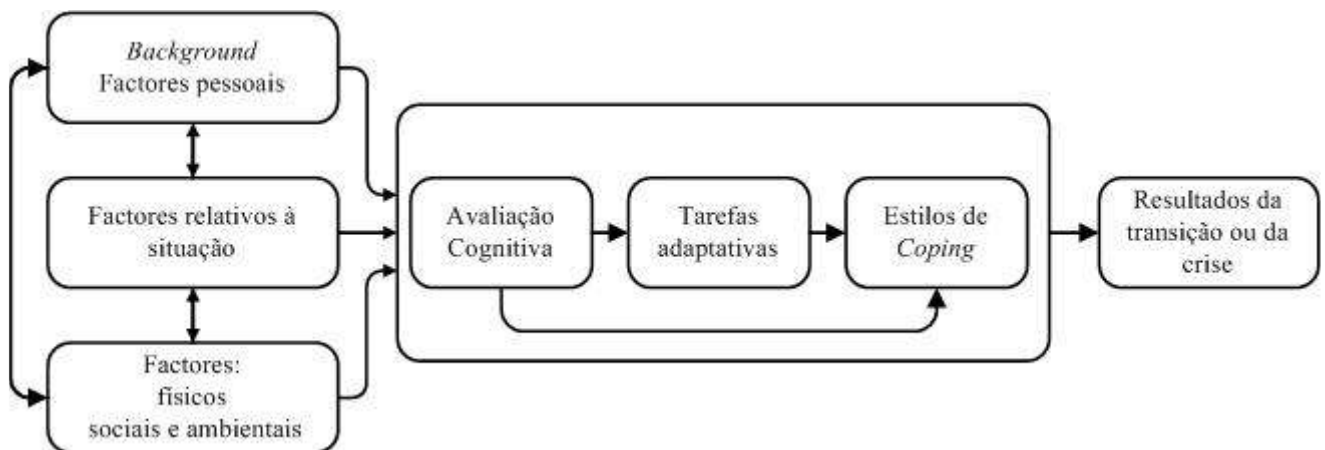 Background
Factores pessoais
Factores relativos à
situação
Factores:
físicos
sociais e ambientais
Avaliação
Cognitiva
Tarefas
adaptativas
Estilos de
Coping
Resultados da
transição ou da
crise